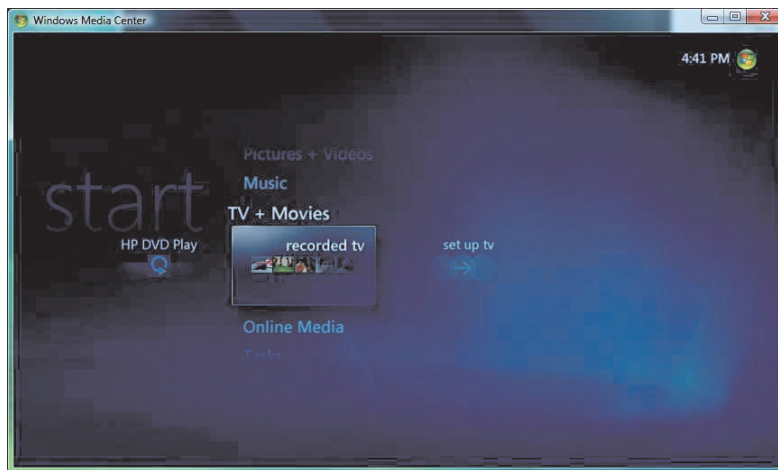 Windows Media Center
4:41 PM
Pictures + Videos
Music
start
TV + Movies
HP DVD Play
recorded tv
set up tv
Online Media
Tasks